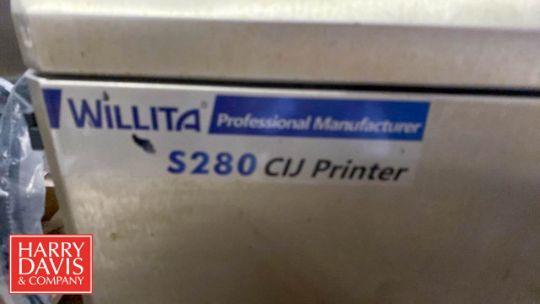 WILLITA® Professional Manufacturer
S280 CIJ Printer
HARRY
DAVIS
& COMPANY